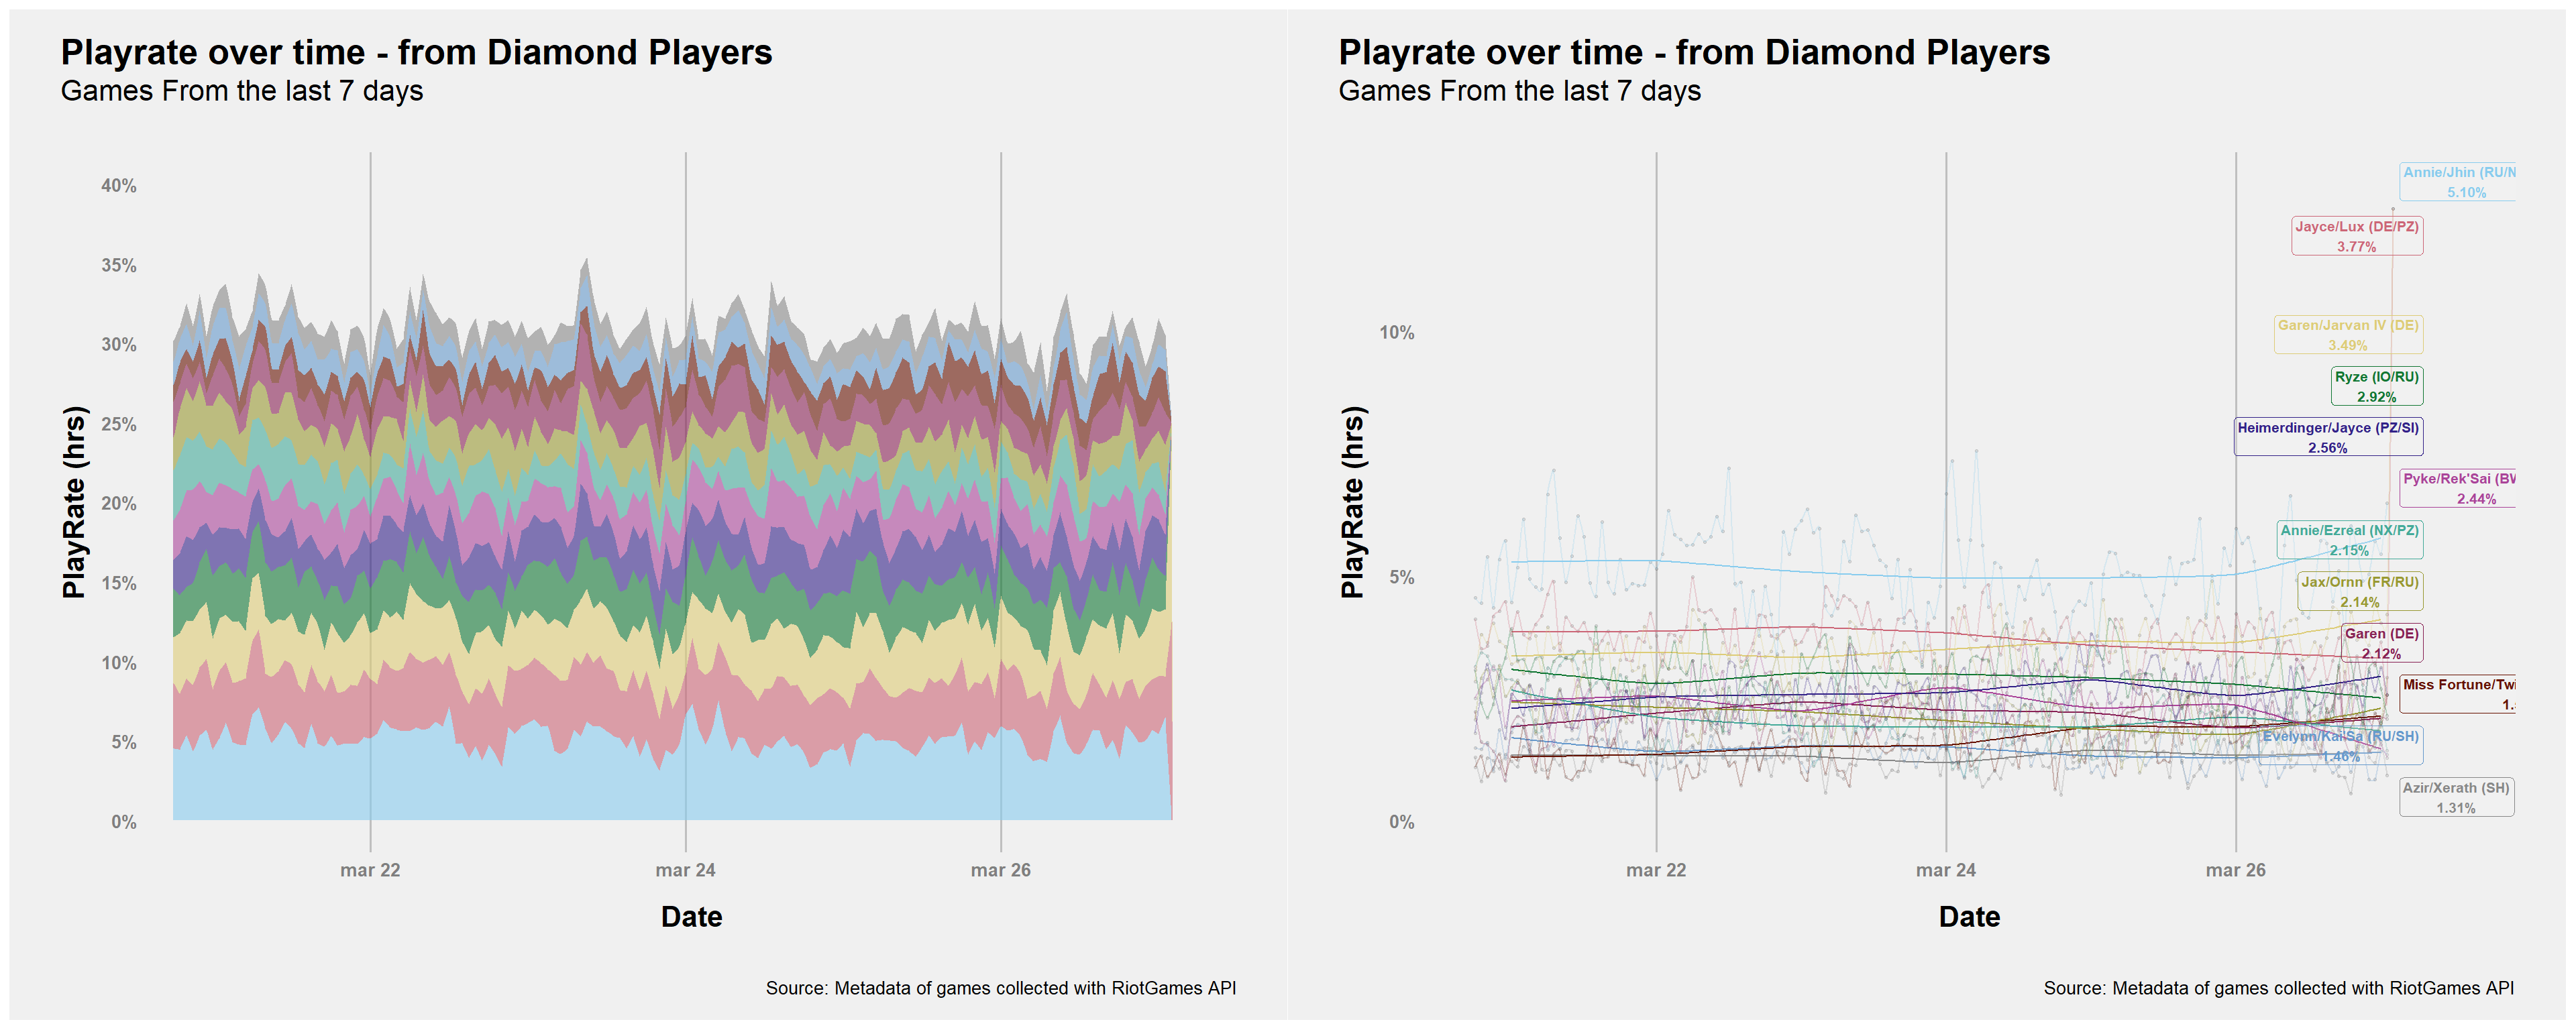 Playrate over time - from Diamond Players
Games From the last 7 days
PlayRate (hrs)
40%
35%
30%
25%
20%
15%
10%
5%
0%
mar 22
mar 24
mar 26
Date
Source: Metadata of games collected with RiotGames API
Playrate over time - from Diamond Players
Games From the last 7 days
PlayRate (hrs)
10%
5%
0%
Annie/Jhin (RU/N
5.10%
Jayce/Lux (DE/PZ)
3.77%
Garen/Jarvan IV (DE)
3.49%
Ryze (IO/RU)
2.92%
Heimerdinger/Jayce (PZ/SI)
2.56%
Pyke/Rek'Sai (BW
2.44%
Annie/Ezreal (NX/PZ)
2.15%
Jax/Ornn (FR/RU)
2.14%
Garen (DE)
2.12%
Miss Fortune/Twi
1.
Evelynn/Kai'Sa (RU/SH)
1.46%
Azir/Xerath (SH)
1.31%
mar 22
mar 24
mar 26
Date
Source: Metadata of games collected with RiotGames API